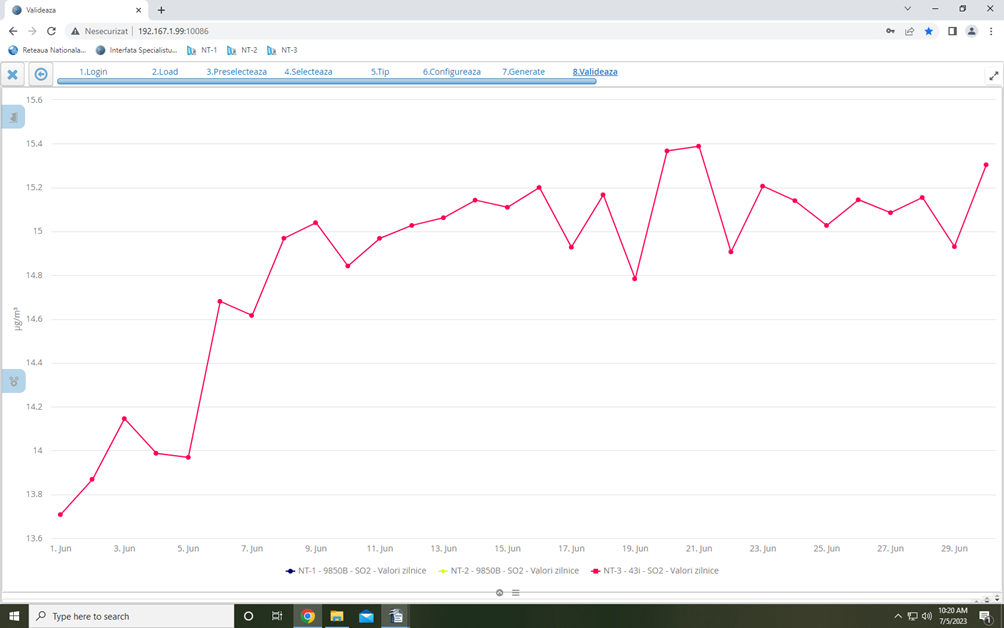 Valideaza
Nesecurizat | 192.167.1.99:10086
Reteaua Nationala...
Interfata Specialistu...
NT-1
NT-2
NT-3
1.Login
2.Load
3.Preselecteaza
4.Selecteaza
5.Tip
6.Configureaza
7.Generate
8.Valideaza
15.6
15.4
15.2
15
14.8
14.6
14.4
14.2
14
13.8
13.6
µg/m³
1. Jun
3. Jun
5. Jun
7. Jun
9. Jun
11. Jun
13. Jun
15. Jun
17. Jun
19. Jun
21. Jun
23. Jun
25. Jun
27. Jun
29. Jun
NT-1 - 9850B - SO2 - Valori zilnice
NT-2 - 9850B - SO2 - Valori zilnice
NT-3 - 43i - SO2 - Valori zilnice
Type here to search
10:20 AM
7/5/2023
1